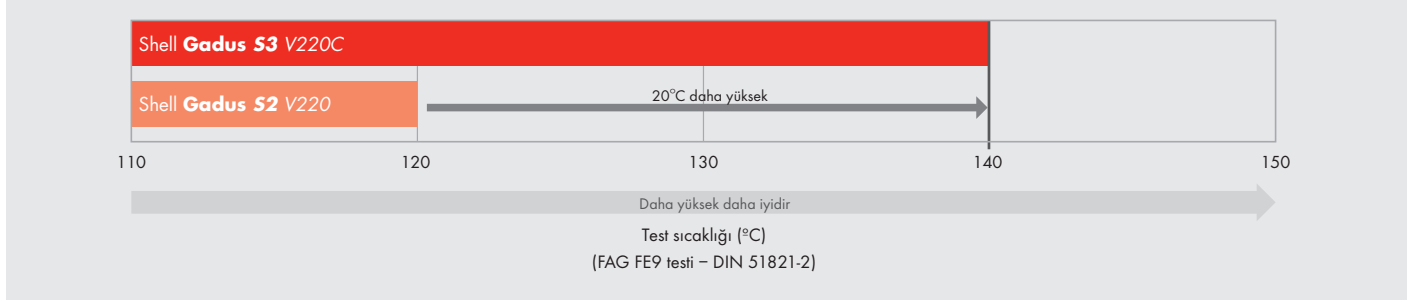 Shell Gadus S3 V220C
Shell Gadus S2 V220
20°C daha yüksek
110 120 130 140 150
Daha yüksek daha iyidir
Test sıcaklığı (ºC)
(FAG FE9 testi – DIN 51821-2)